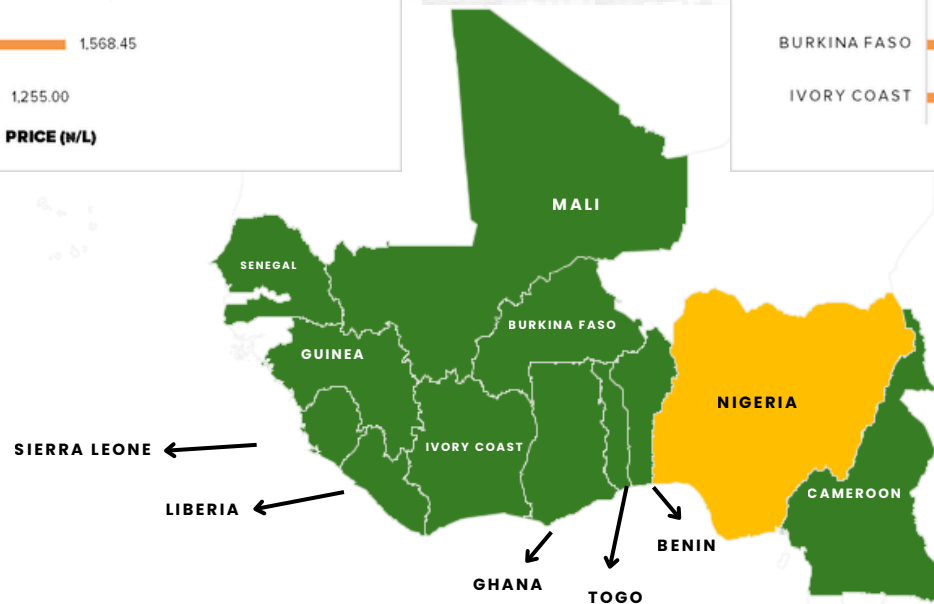 1,568.45
1,255.00
PRICE (₦/L)
BURKINA FASO
IVORY COAST
MALI
SENEGAL
BURKINA FASO
GUINEA
NIGERIA
SIERRA LEONE
IVORY COAST
CAMEROON
LIBERIA
BENIN
GHANA
TOGO